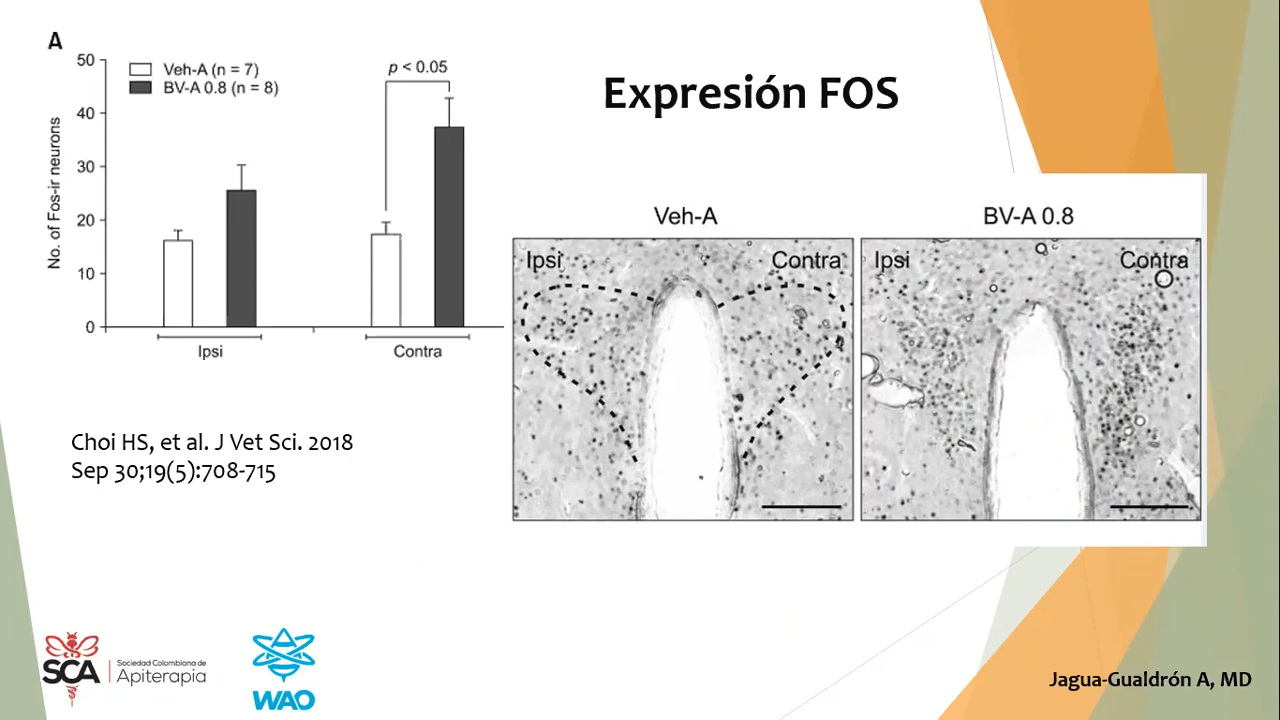 A
50
40
30
20
10
0
No. of Fos-ir neurons
Veh-A (n = 7)
BV-A 0.8 (n = 8)
p < 0.05
Ipsi
Contra
Expresión FOS
Veh-A
BV-A 0.8
Ipsi
Contra
Ipsi
Contra
Choi HS, et al. J Vet Sci. 2018
Sep 30;19(5):708-715
SCA
Sociedad Colombiana de
Apiterapia
WAO
Jagua-Gualdrón A, MD